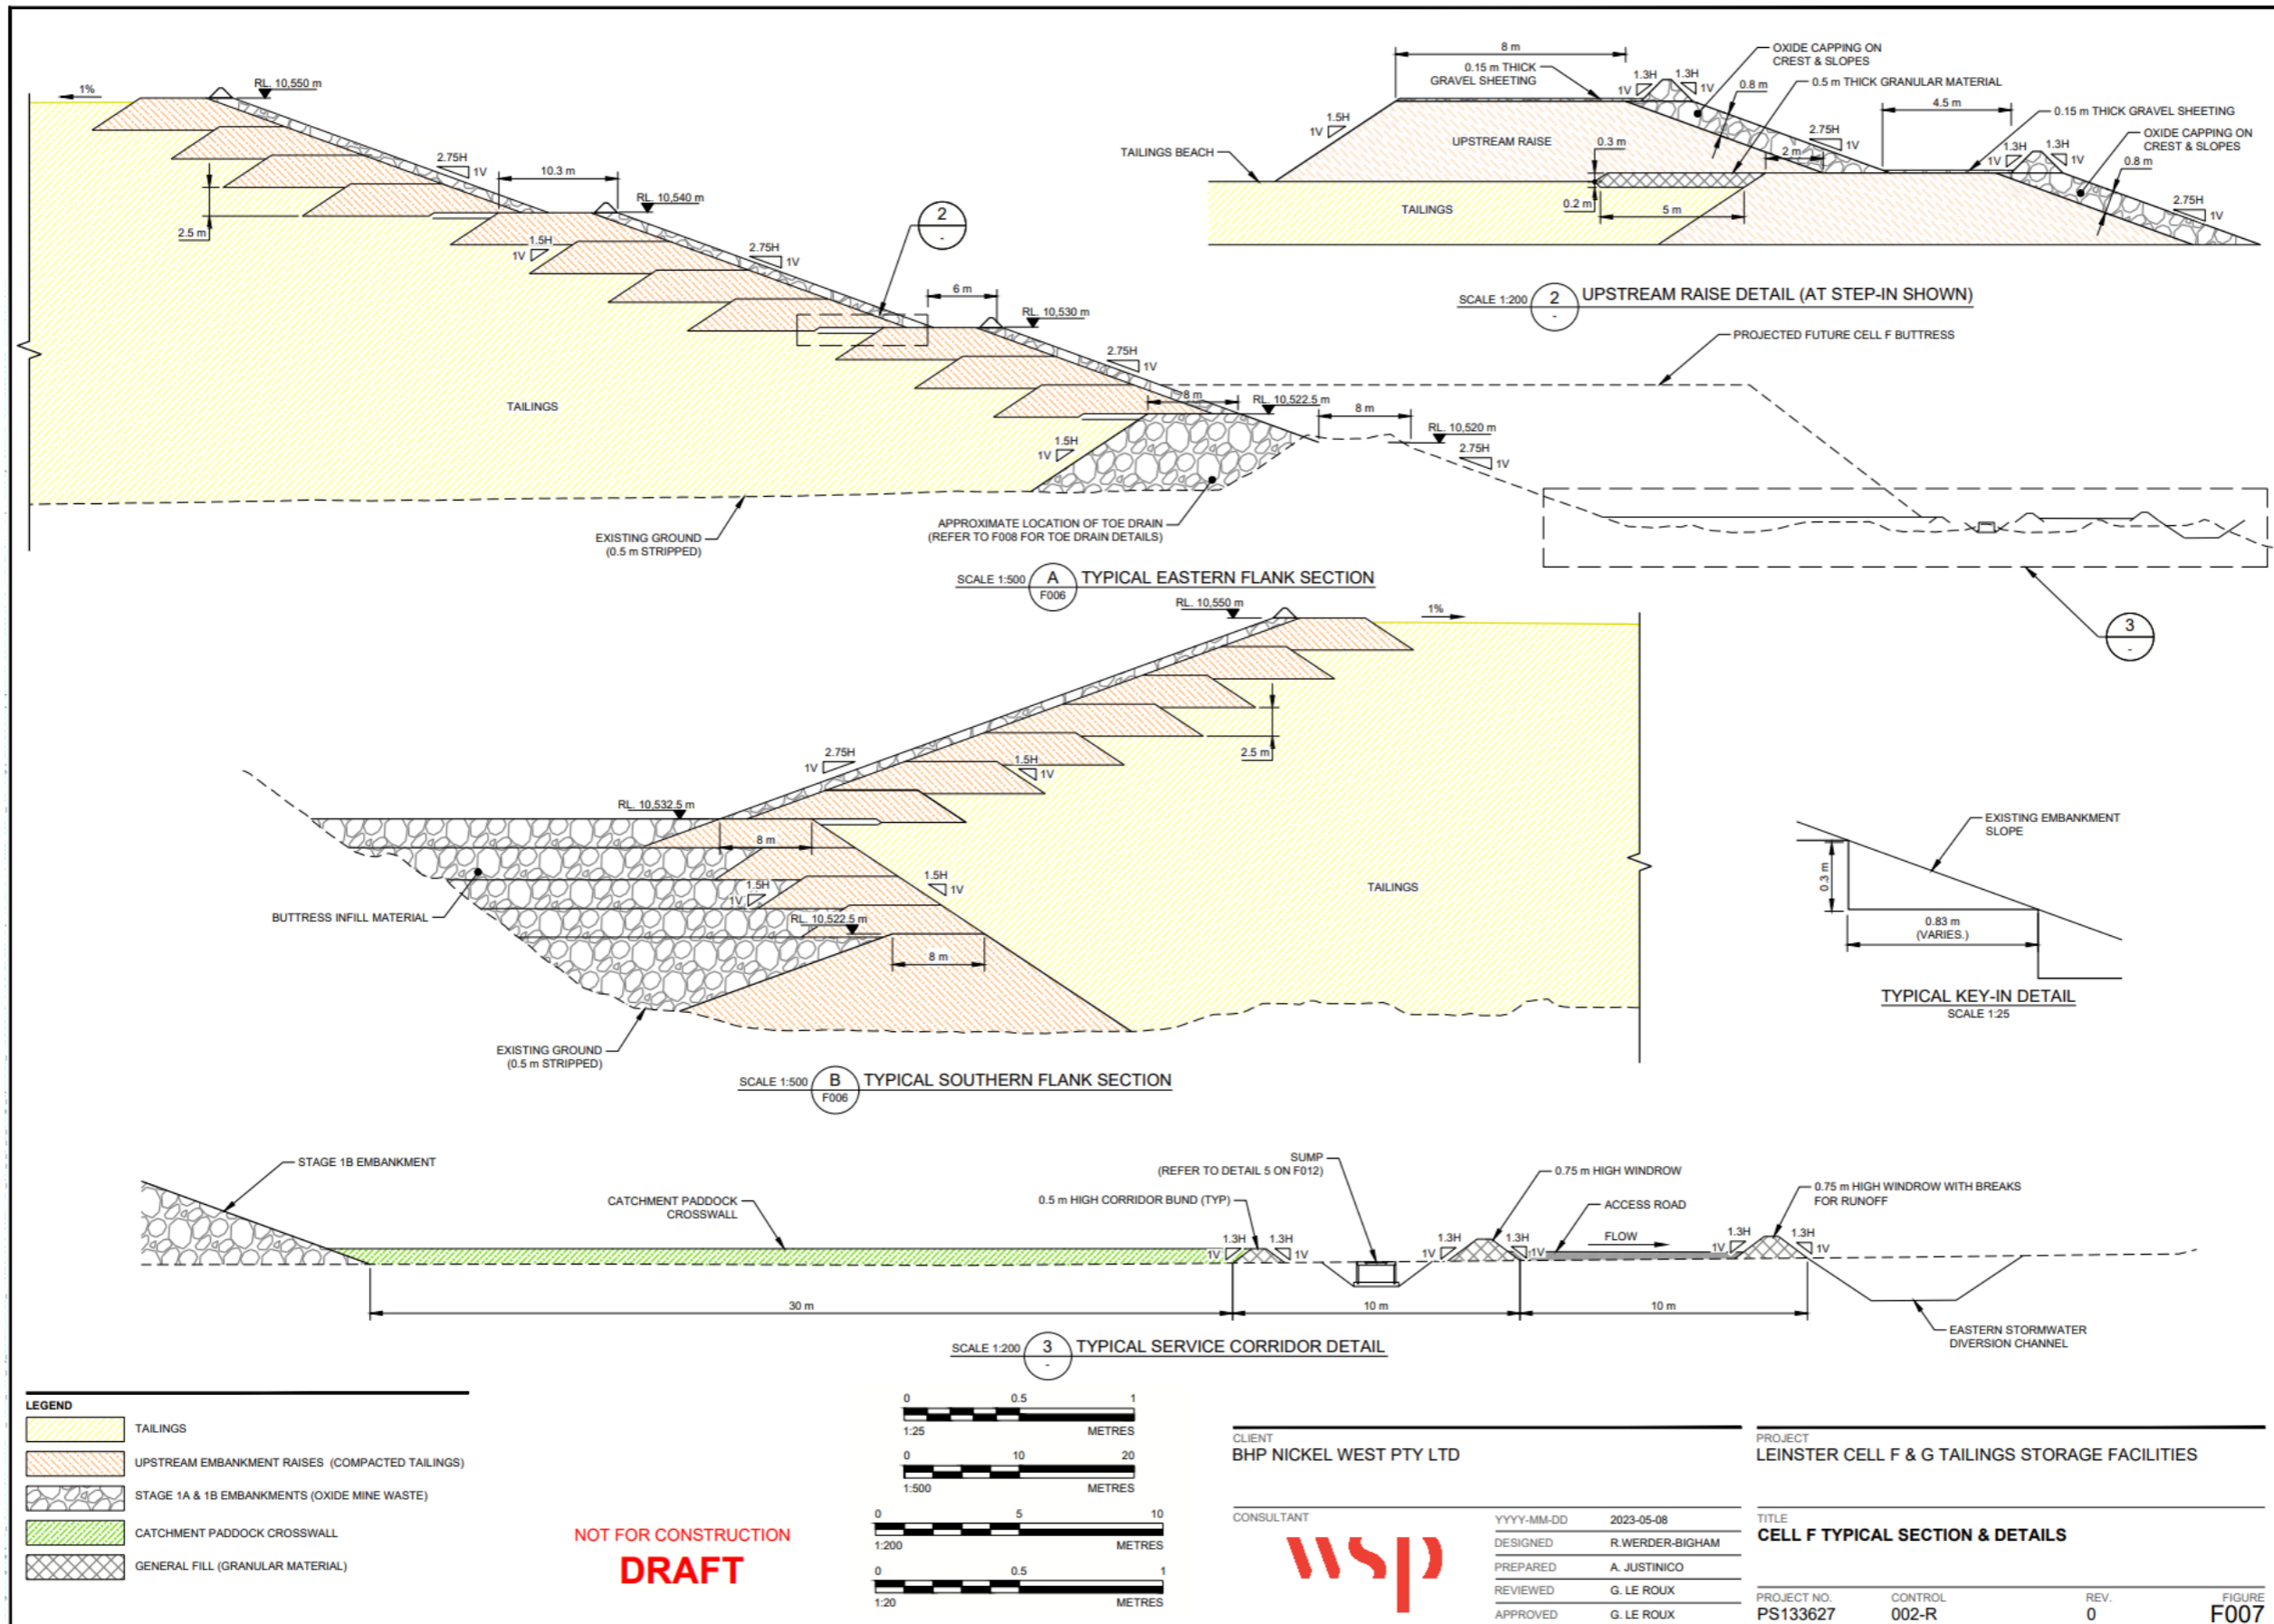 1%
RL. 10,550 m
2.75H
1V
10.3 m
RL. 10,540 m
2.5 m
1.5H
1V
2.75H
1V
2
-
6 m
RL. 10,530 m
2.75H
1V
TAILINGS
8 m
RL. 10,522.5 m
8 m
RL. 10,520 m
1.5H
1V
2.75H
1V
PROJECTED FUTURE CELL F BUTTRESS
EXISTING GROUND
(0.5 m STRIPPED)
APPROXIMATE LOCATION OF TOE DRAIN
(REFER TO F008 FOR TOE DRAIN DETAILS)
3
-
SCALE 1:500
A
F006
TYPICAL EASTERN FLANK SECTION
8 m
0.15 m THICK
GRAVEL SHEETING
1.3H
1V
1.3H
1V
OXIDE CAPPING ON
CREST & SLOPES
0.8 m
0.5 m THICK GRANULAR MATERIAL
4.5 m
0.15 m THICK GRAVEL SHEETING
1.5H
1V
UPSTREAM RAISE
0.3 m
2.75H
1V
2 m
1.3H
1V
1.3H
1V
OXIDE CAPPING ON
CREST & SLOPES
0.8 m
TAILINGS BEACH
TAILINGS
0.2 m
5 m
2.75H
1V
SCALE 1:200
2
-
UPSTREAM RAISE DETAIL (AT STEP-IN SHOWN)
RL. 10,550 m
1%
2.5 m
2.75H
1V
1.5H
1V
RL. 10,532.5 m
8 m
1.5H
1V
1.5H
1V
TAILINGS
BUTTRESS INFILL MATERIAL
RL. 10,522.5 m
8 m
EXISTING GROUND
(0.5 m STRIPPED)
SCALE 1:500
B
F006
TYPICAL SOUTHERN FLANK SECTION
EXISTING EMBANKMENT
SLOPE
0.3 m
0.83 m
(VARIES.)
TYPICAL KEY-IN DETAIL
SCALE 1:25
STAGE 1B EMBANKMENT
CATCHMENT PADDOCK
CROSSWALL
SUMP
(REFER TO DETAIL 5 ON F012)
0.5 m HIGH CORRIDOR BUND (TYP)
0.75 m HIGH WINDROW
ACCESS ROAD
0.75 m HIGH WINDROW WITH BREAKS
FOR RUNOFF
1.3H
1V
1.3H
1V
1.3H
1V
1.3H
1V
FLOW
1.3H
1V
1.3H
1V
30 m
10 m
10 m
EASTERN STORMWATER
DIVERSION CHANNEL
SCALE 1:200
3
-
TYPICAL SERVICE CORRIDOR DETAIL
LEGEND
TAILINGS
UPSTREAM EMBANKMENT RAISES (COMPACTED TAILINGS)
STAGE 1A & 1B EMBANKMENTS (OXIDE MINE WASTE)
CATCHMENT PADDOCK CROSSWALL
GENERAL FILL (GRANULAR MATERIAL)
NOT FOR CONSTRUCTION
DRAFT
0 0.5 1
1:25 METRES
0 10 20
1:500 METRES
0 5 10
1:200 METRES
0 0.5 1
1:20 METRES
CLIENT
BHP NICKEL WEST PTY LTD
CONSULTANT
wsp
YYYY-MM-DD 2023-05-08
DESIGNED R.WERDER-BIGHAM
PREPARED A. JUSTINICO
REVIEWED G. LE ROUX
APPROVED G. LE ROUX
PROJECT
LEINSTER CELL F & G TAILINGS STORAGE FACILITIES
TITLE
CELL F TYPICAL SECTION & DETAILS
PROJECT NO. CONTROL REV. FIGURE
PS133627 002-R 0 F007